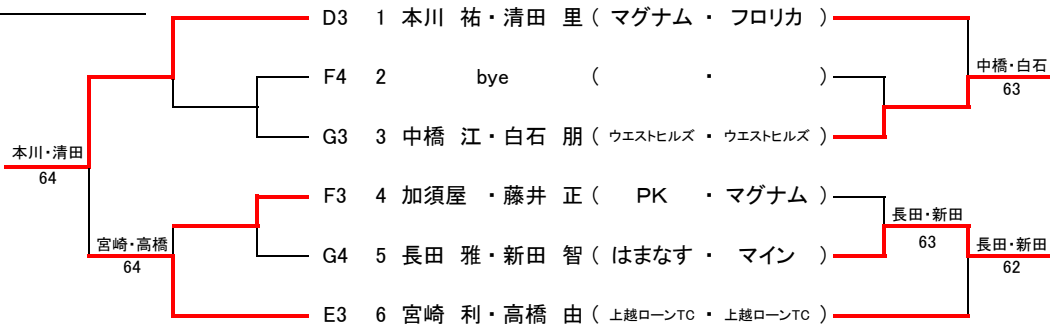 D3 1 本川 祐・清田 里 ( マグナム ・ フロリカ )
中橋・白石
F4 2 bye ( ・ )
63
G3 3 中橋 江・白石 朋 ( ウエストヒルズ ・ ウエストヒルズ )
本川・清田
64
F3 4 加須屋 ・藤井 正 ( PK ・ マグナム )
長田・新田
宮崎・高橋
63
長田・新田
G4 5 長田 雅・新田 智 ( はまなす ・ マイン )
64
62
E3 6 宮崎 利・高橋 由 ( 上越ローンTC ・ 上越ローンTC )